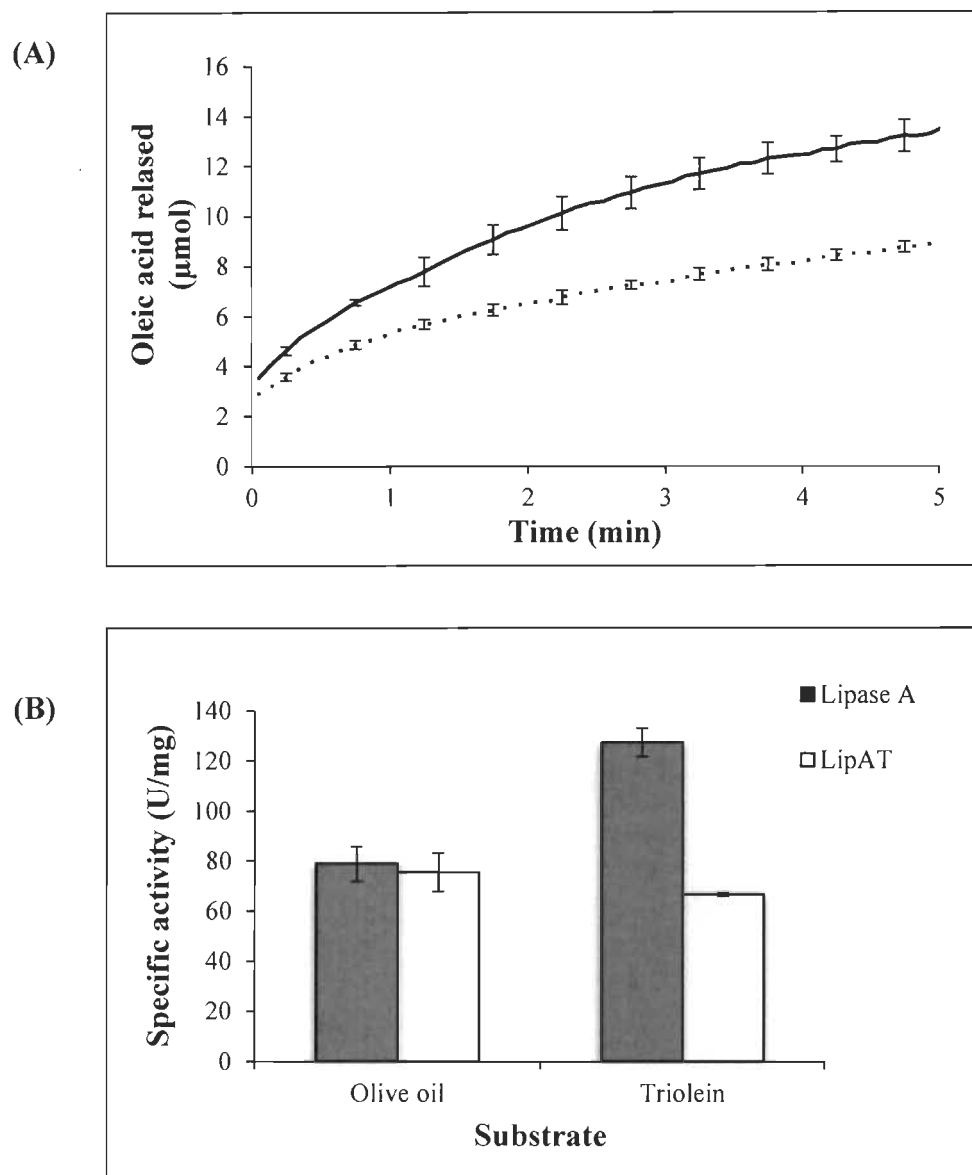 (A)
16
14
12
10
8
6
4
2
0
Oleic acid relased
(µmol)
0 1 2 3 4 5
Time (min)
(B)
Lipase A
LipAT
140
120
100
80
60
40
20
0
Specific activity (U/mg)
Olive oil Triolein
Substrate